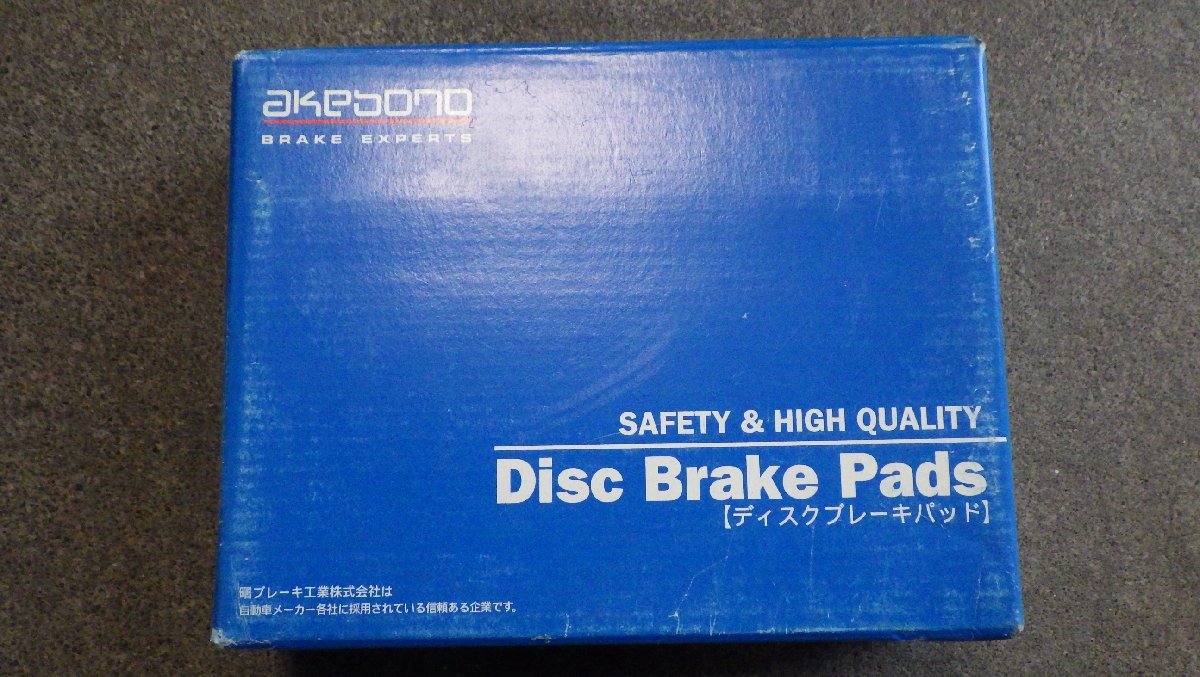 akebono
BRAKE EXPERTS
SAFETY & HIGH QUALITY
Disc Brake Pads
【ディスクブレーキパッド】
曙ブレーキ工業株式会社は
自動車メーカー各社に採用されている信頼ある企業です。